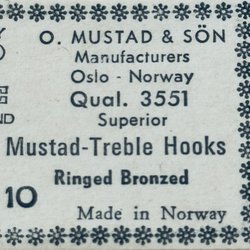 O. MUSTAD & SÖN
Manufacturers
Oslo - Norway
Qual. 3551
Superior
Mustad-Treble Hooks
Ringed Bronzed
10
Made in Norway